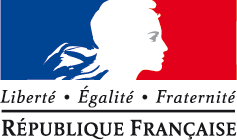 Liberté • Égalité • Fraternité
RÉPUBLIQUE FRANÇAISE